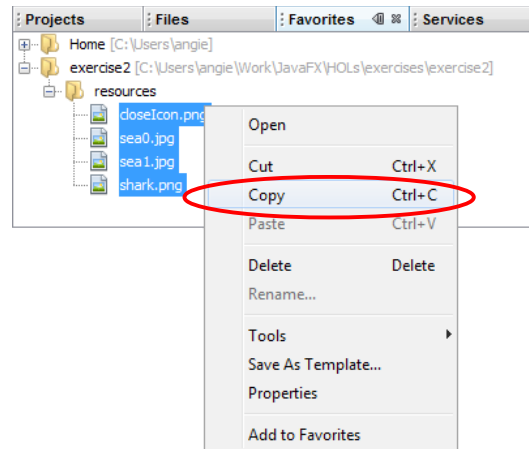 Projects Files Favorites Services
Home [C:\Users\angie]
exercise2 [C:\Users\angie\Work\JavaFX\HOLs\exercises\exercise2]
resources
closeIcon.png
sea0.jpg
sea1.jpg
shark.png
Open
Cut Ctrl+X
Copy Ctrl+C
Paste Ctrl+V
Delete Delete
Rename...
Tools
Save As Template...
Properties
Add to Favorites